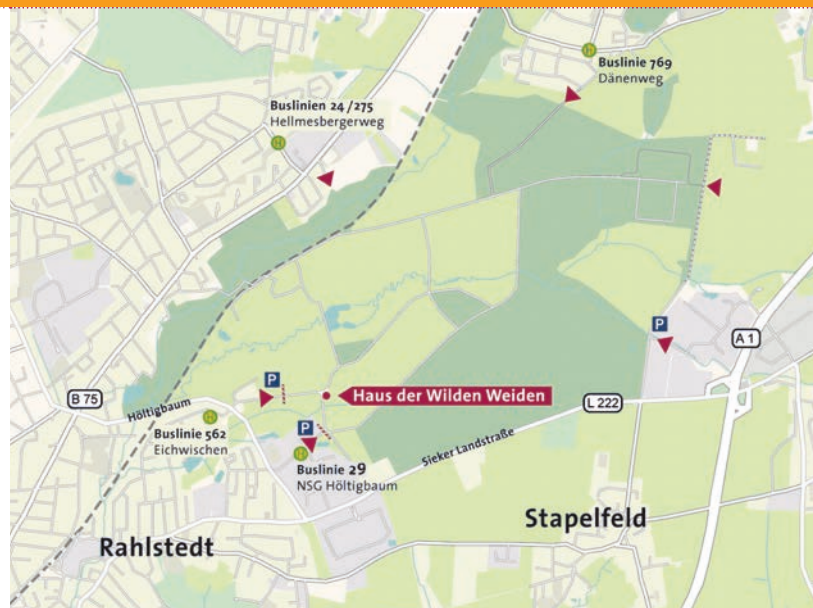 Buslinie 769
Dänenweg
Buslinien 24 /275
Hellmesbergerweg
P
A 1
P
B 75
Höltigbaum
Haus der Wilden Weiden
L 222
Buslinie 562
Eichwischen
P
Sieker Landstraße
Buslinie 29
NSG Höltigbaum
Stapelfeld
Rahlstedt